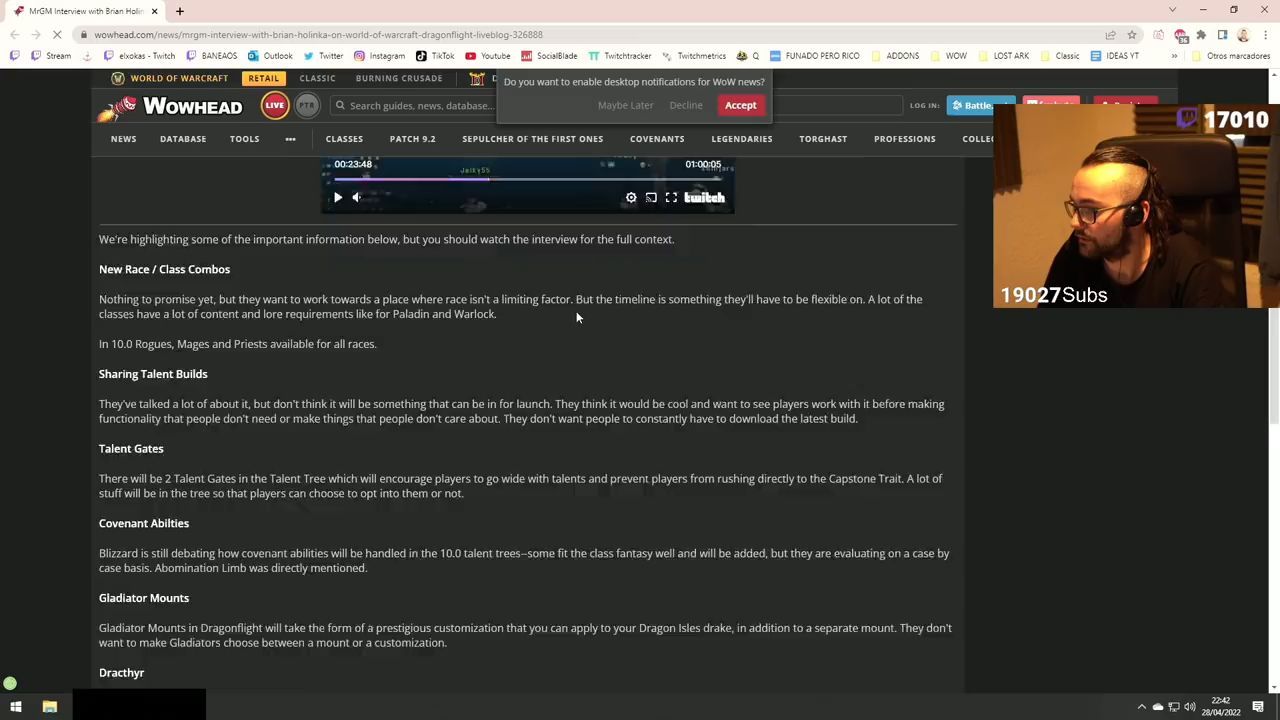 MrGM Interview with Brian Holin
wowhead.com/news/mrgm-interview-with-brian-holinka-on-world-of-warcraft-dragonflight-liveblog-326888
Twitch elxokas - Twitch BANEAOS Outlook Twitter Instagram TikTok Youtube SocialBlade Twitchtracker Twitchmetrics FUNADO PERO RICO ADDONS WOW LOST ARK Classic IDEAS YT Otros marcadores
WORLD OF WARCRAFT RETAIL CLASSIC BURNING CRUSADE
Do you want to enable desktop notifications for WoW news?
Maybe Later Decline Accept
WOWHEAD LIVE PTR Search guides, news, database... LOG IN: Battle.
NEWS DATABASE TOOLS ••• CLASSES PATCH 9.2 SEPULCHER OF THE FIRST ONES COVENANTS LEGENDARIES TORGHAST PROFESSIONS COLLE
17010
00:23:48 01:00:05
Jaiky55
twitch
We're highlighting some of the important information below, but you should watch the interview for the full context.
New Race / Class Combos
Nothing to promise yet, but they want to work towards a place where race isn't a limiting factor. But the timeline is something they'll have to be flexible on. A lot of the
classes have a lot of content and lore requirements like for Paladin and Warlock.
19027Subs
In 10.0 Rogues, Mages and Priests available for all races.
Sharing Talent Builds
They've talked a lot of about it, but don't think it will be something that can be in for launch. They think it would be cool and want to see players work with it before making
functionality that people don't need or make things that people don't care about. They don't want people to constantly have to download the latest build.
Talent Gates
There will be 2 Talent Gates in the Talent Tree which will encourage players to go wide with talents and prevent players from rushing directly to the Capstone Trait. A lot of
stuff will be in the tree so that players can choose to opt into them or not.
Covenant Abilties
Blizzard is still debating how covenant abilities will be handled in the 10.0 talent trees--some fit the class fantasy well and will be added, but they are evaluating on a case by
case basis. Abomination Limb was directly mentioned.
Gladiator Mounts
Gladiator Mounts in Dragonflight will take the form of a prestigious customization that you can apply to your Dragon Isles drake, in addition to a separate mount. They don't
want to make Gladiators choose between a mount or a customization.
Dracthyr
22:42
28/04/2022